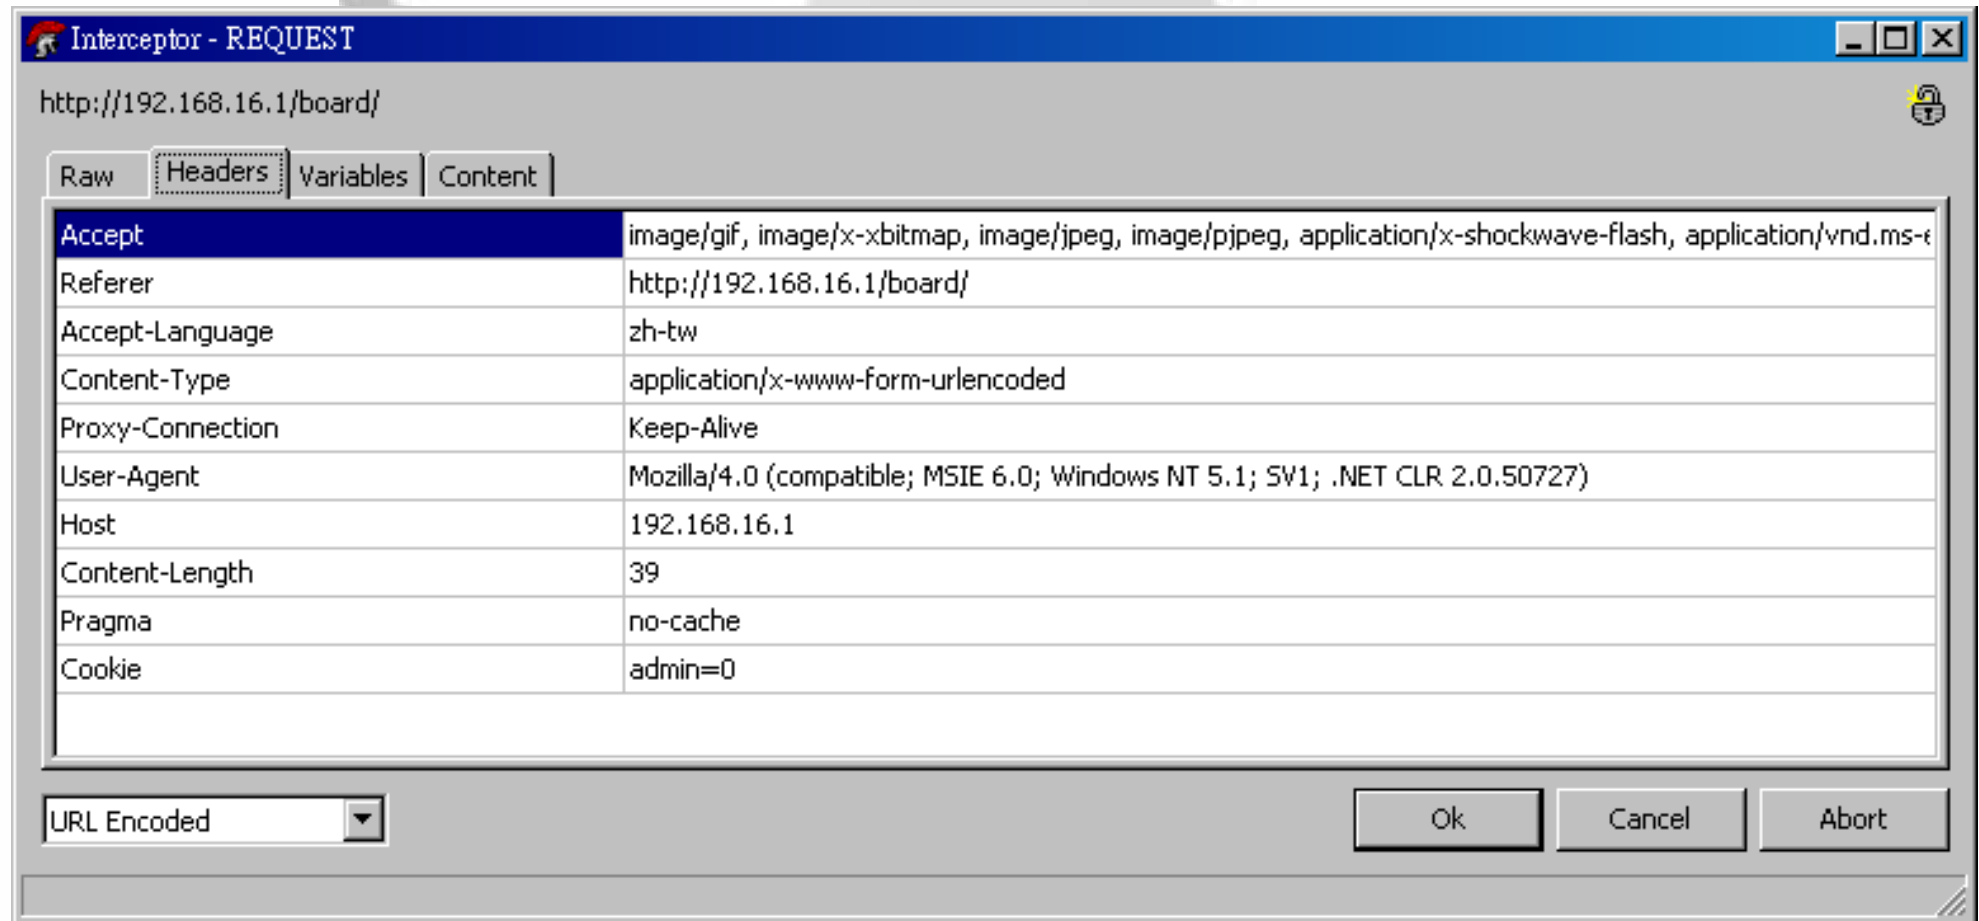 Interceptor - REQUEST
http://192.168.16.1/board/
Raw Headers Variables Content
Accept image/gif, image/x-xbitmap, image/jpeg, image/pjpeg, application/x-shockwave-flash, application/vnd.ms-e
Referer http://192.168.16.1/board/
Accept-Language zh-tw
Content-Type application/x-www-form-urlencoded
Proxy-Connection Keep-Alive
User-Agent Mozilla/4.0 (compatible; MSIE 6.0; Windows NT 5.1; SV1; .NET CLR 2.0.50727)
Host 192.168.16.1
Content-Length 39
Pragma no-cache
Cookie admin=0
URL Encoded Ok Cancel Abort